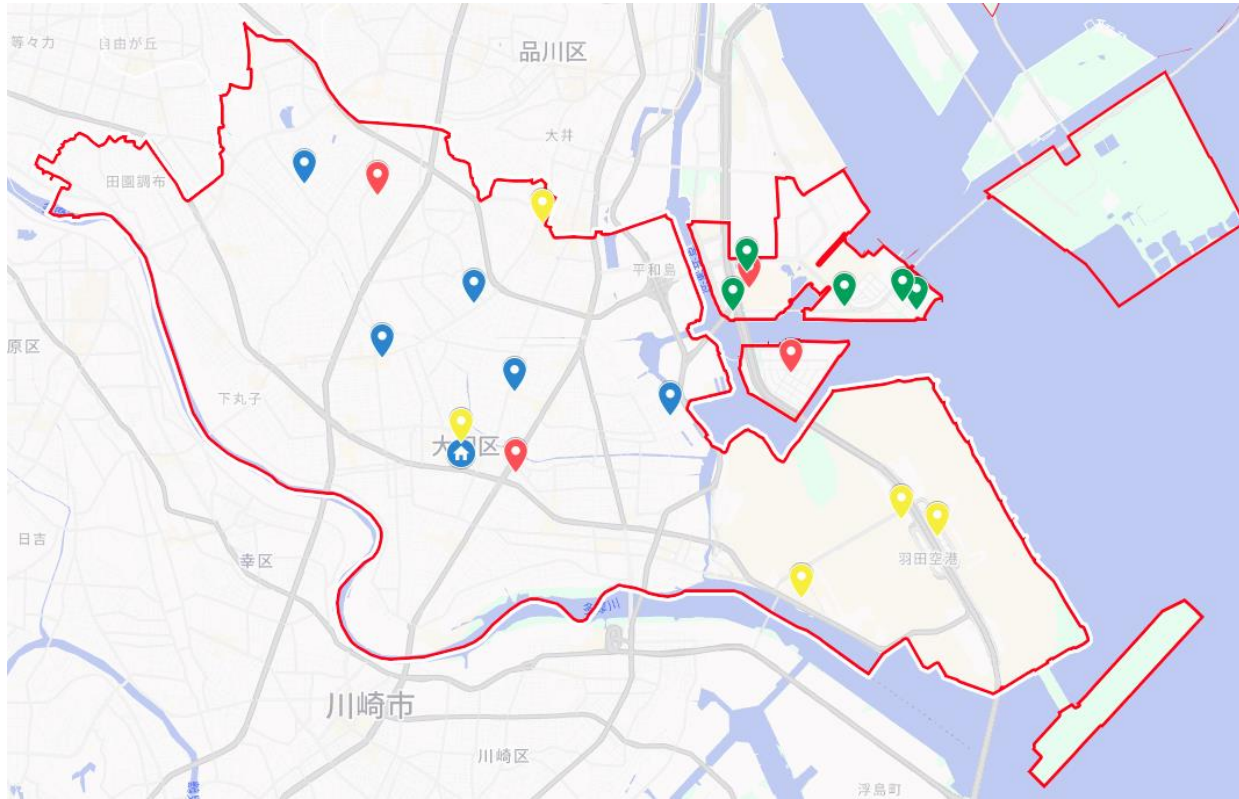 等々力
自由が丘
品川区
大井
田園調布
平和島
原区
下丸子
大田区
日吉
幸区
羽田空港
多摩川
川崎市
川崎区
浮島町